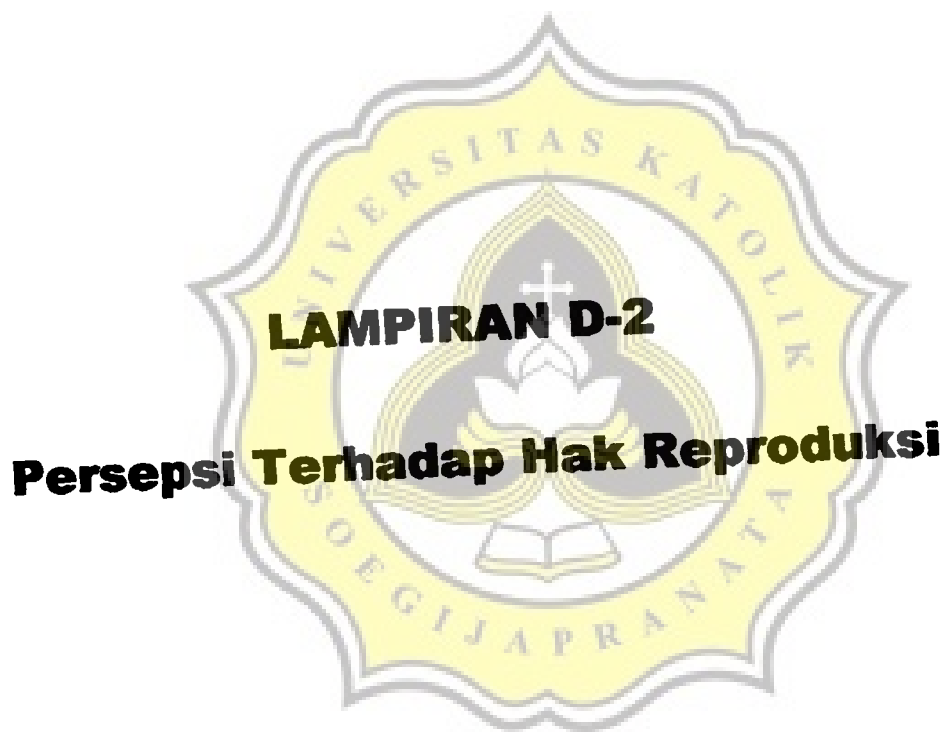 UNIVERSITAS KATOLIK
LAMPIRAN D-2
Persepsi Terhadap Hak Reproduksi
SOEGIJAPRANATA